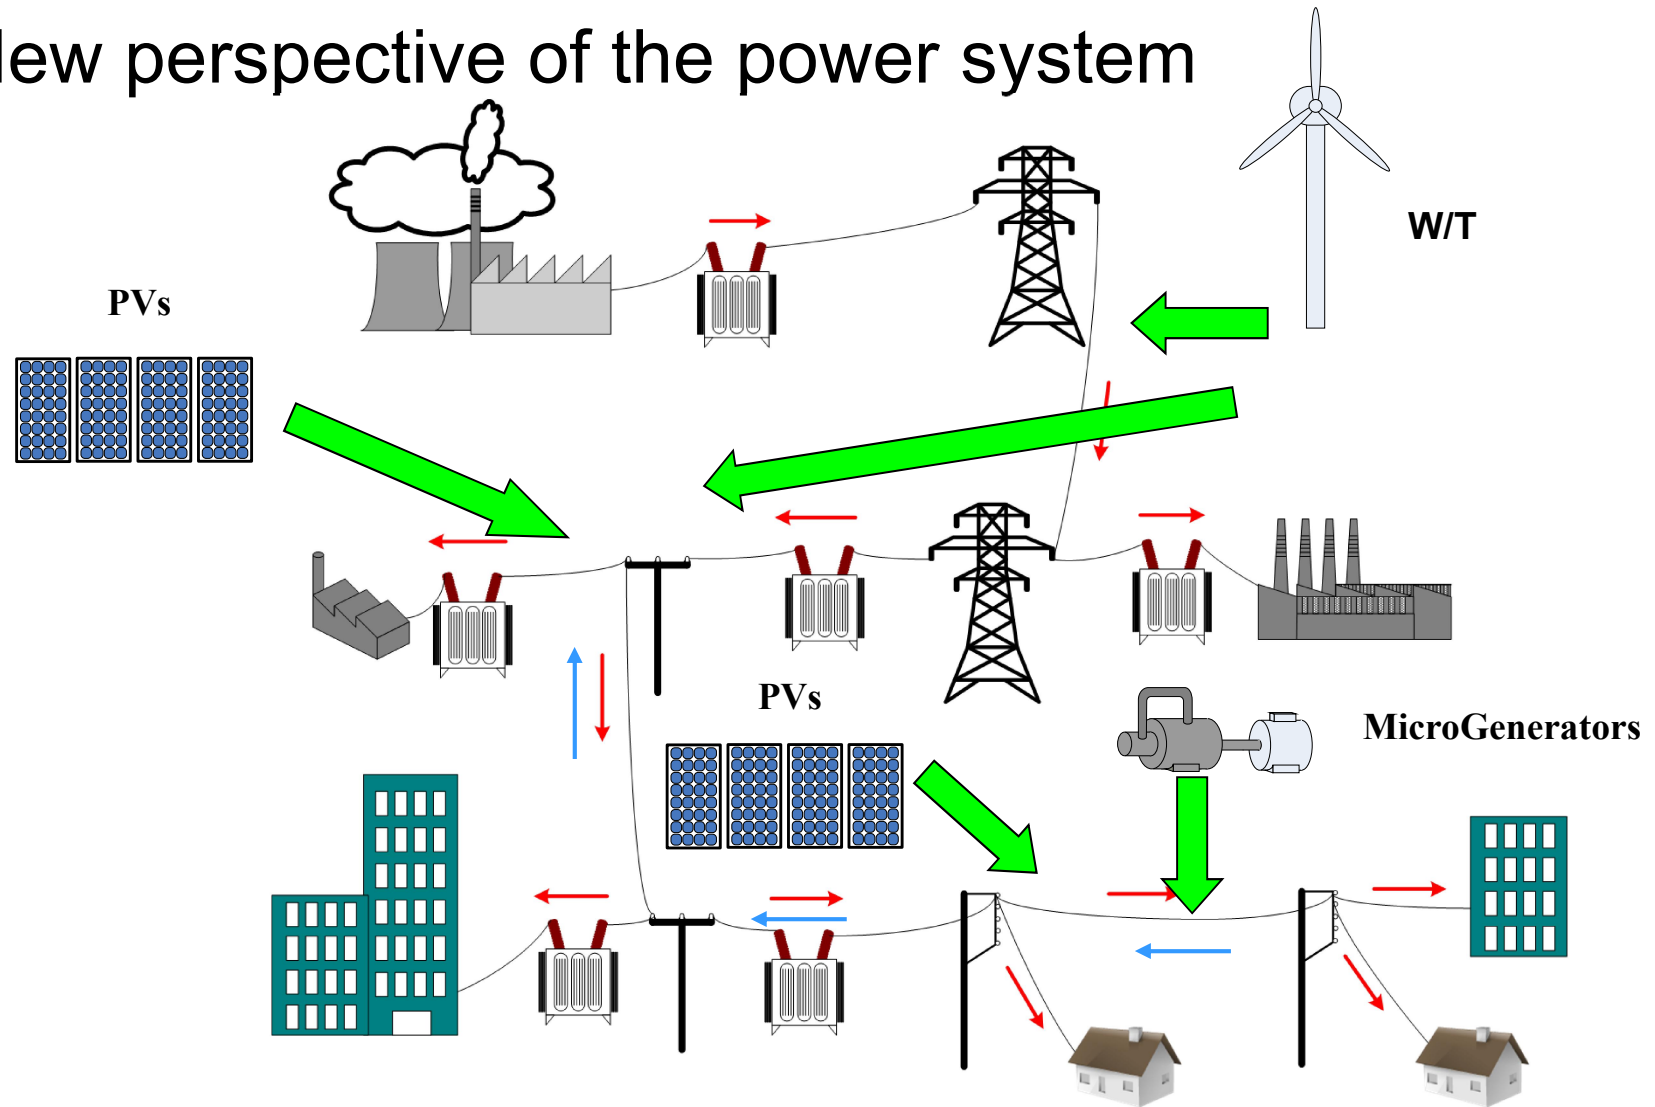 lew perspective of the power system
W/T
PVs
PVs
MicroGenerators